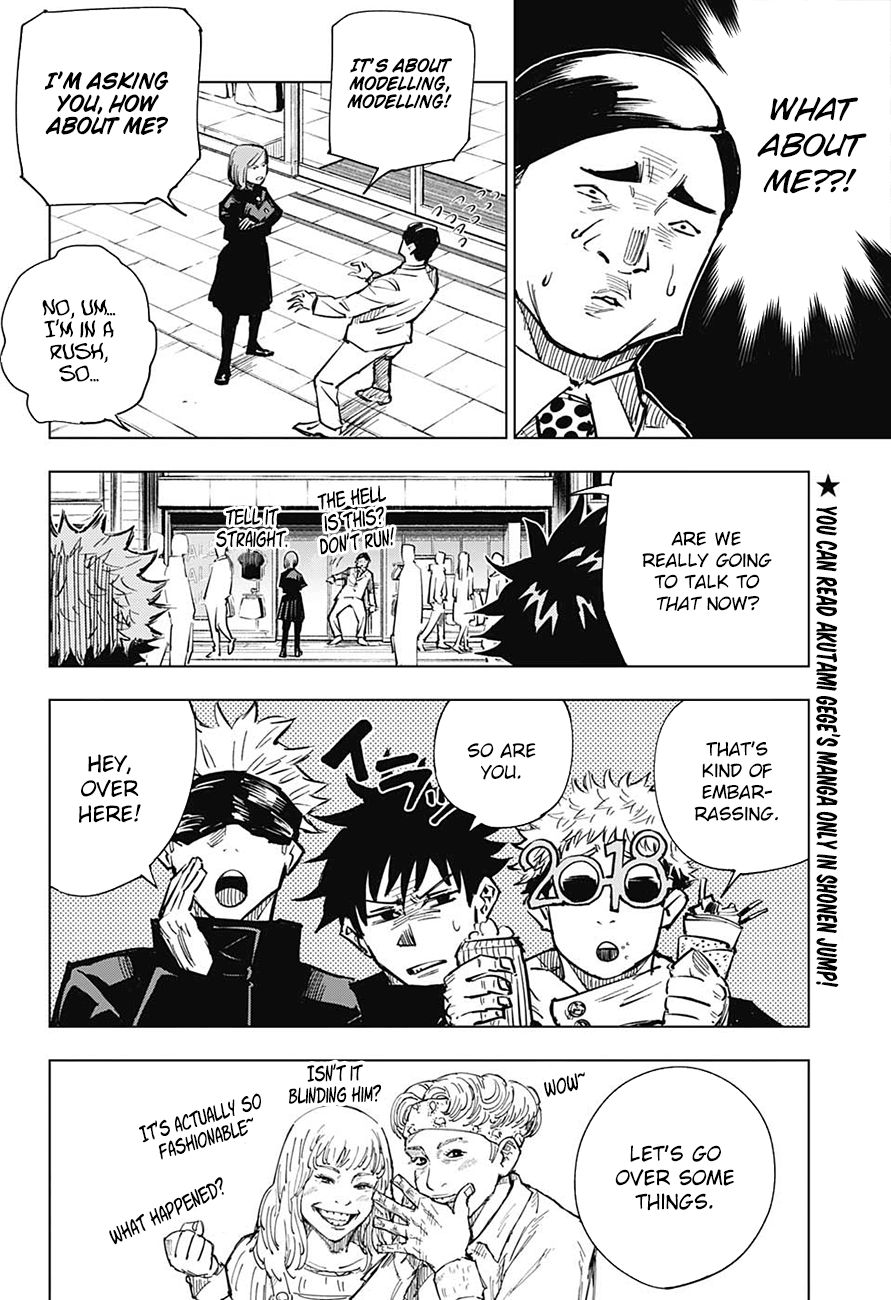 WHAT
ABOUT
ME??!
IT'S ABOUT
MODELLING,
MODELLING!
I'M ASKING
YOU, HOW
ABOUT ME?
NO, UM...
I'M IN A
RUSH,
SO...
ARE WE
REALLY GOING
TO TALK TO
THAT NOW?
THE HELL
IS THIS?
DON'T RUN!
TELL IT
STRAIGHT.
★ YOU CAN READ AKUTAMI GEGE'S MANGA ONLY IN SHONEN JUMP!
THAT'S
KIND OF
EMBAR-
RASSING.
SO ARE
YOU.
イラッ
2018
HEY,
OVER
HERE!
LET'S GO
OVER SOME
THINGS.
WOW~
ISN'T IT
BLINDING HIM?
IT'S ACTUALLY SO
FASHIONABLE~
WHAT HAPPENED?